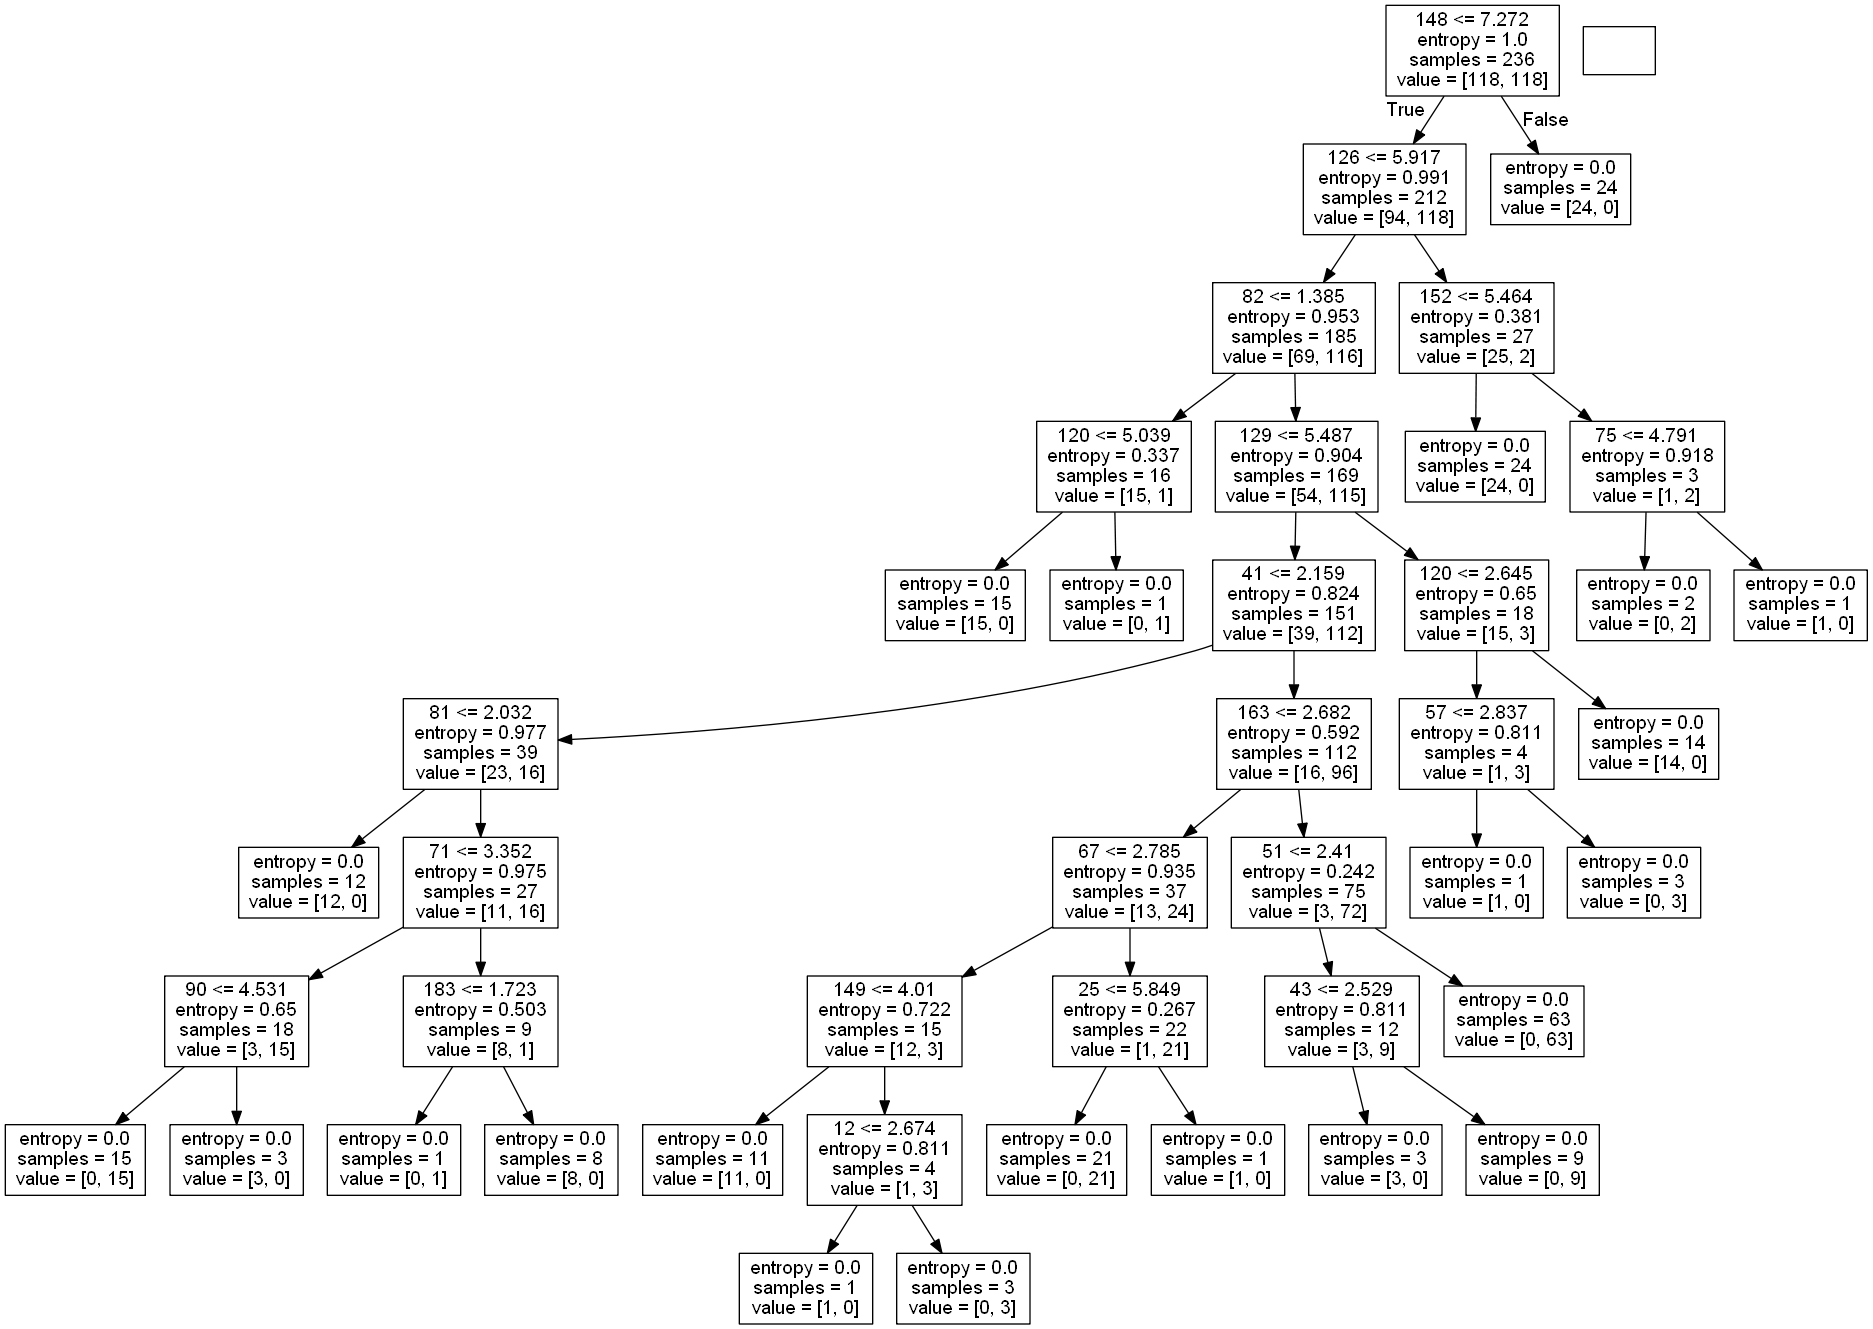 148 <= 7.272
entropy = 1.0
samples = 236
value = [118, 118]
True
False
126 <= 5.917
entropy = 0.991
samples = 212
value = [94, 118]
entropy = 0.0
samples = 24
value = [24, 0]
82 <= 1.385
entropy = 0.953
samples = 185
value = [69, 116]
152 <= 5.464
entropy = 0.381
samples = 27
value = [25, 2]
120 <= 5.039
entropy = 0.337
samples = 16
value = [15, 1]
129 <= 5.487
entropy = 0.904
samples = 169
value = [54, 115]
entropy = 0.0
samples = 24
value = [24, 0]
75 <= 4.791
entropy = 0.918
samples = 3
value = [1, 2]
entropy = 0.0
samples = 15
value = [15, 0]
entropy = 0.0
samples = 1
value = [0, 1]
41 <= 2.159
entropy = 0.824
samples = 151
value = [39, 112]
120 <= 2.645
entropy = 0.65
samples = 18
value = [15, 3]
entropy = 0.0
samples = 2
value = [0, 2]
entropy = 0.0
samples = 1
value = [1, 0]
81 <= 2.032
entropy = 0.977
samples = 39
value = [23, 16]
163 <= 2.682
entropy = 0.592
samples = 112
value = [16, 96]
57 <= 2.837
entropy = 0.811
samples = 4
value = [1, 3]
entropy = 0.0
samples = 14
value = [14, 0]
entropy = 0.0
samples = 12
value = [12, 0]
71 <= 3.352
entropy = 0.975
samples = 27
value = [11, 16]
67 <= 2.785
entropy = 0.935
samples = 37
value = [13, 24]
51 <= 2.41
entropy = 0.242
samples = 75
value = [3, 72]
entropy = 0.0
samples = 1
value = [1, 0]
entropy = 0.0
samples = 3
value = [0, 3]
90 <= 4.531
entropy = 0.65
samples = 18
value = [3, 15]
183 <= 1.723
entropy = 0.503
samples = 9
value = [8, 1]
149 <= 4.01
entropy = 0.722
samples = 15
value = [12, 3]
25 <= 5.849
entropy = 0.267
samples = 22
value = [1, 21]
43 <= 2.529
entropy = 0.811
samples = 12
value = [3, 9]
entropy = 0.0
samples = 63
value = [0, 63]
entropy = 0.0
samples = 15
value = [0, 15]
entropy = 0.0
samples = 3
value = [3, 0]
entropy = 0.0
samples = 1
value = [0, 1]
entropy = 0.0
samples = 8
value = [8, 0]
entropy = 0.0
samples = 11
value = [11, 0]
12 <= 2.674
entropy = 0.811
samples = 4
value = [1, 3]
entropy = 0.0
samples = 21
value = [0, 21]
entropy = 0.0
samples = 1
value = [1, 0]
entropy = 0.0
samples = 3
value = [3, 0]
entropy = 0.0
samples = 9
value = [0, 9]
entropy = 0.0
samples = 1
value = [1, 0]
entropy = 0.0
samples = 3
value = [0, 3]